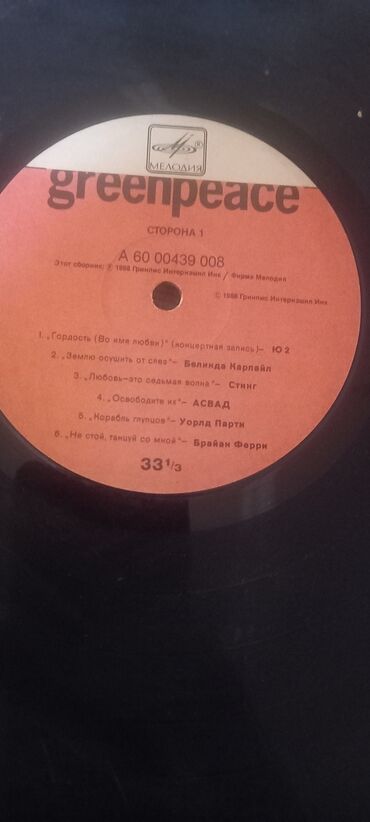 МЕЛОДИЯ
greenpeace
СТОРОНА 1
А 60 00439 008
Этот сборник: ℗ 1988 Гринпис Интернэшнл Инк / Фирма Мелодия
© 1988 Гринпис Интернэшнл Инк.
1. „Гордость (Во имя любви)" (концертная запись)– Ю 2
2. „Землю осушить от слез"– Белинда Карлайл
3. „Любовь–это седьмая волна"– Стинг
4. „Освободите их"– АСВАД
5. „Корабль глупцов"– Уорлд Парти
6. „Не стой, танцуй со мной"– Брайан Ферри
33 1/3